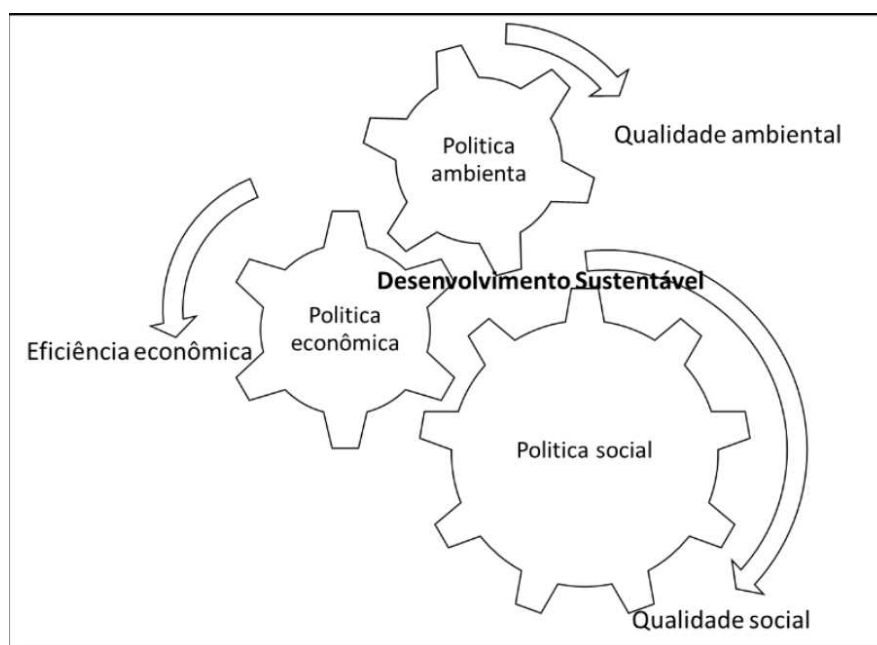 Politica
ambienta
Qualidade ambiental
Desenvolvimento Sustentável
Politica
econômica
Eficiência econômica
Politica social
Qualidade social